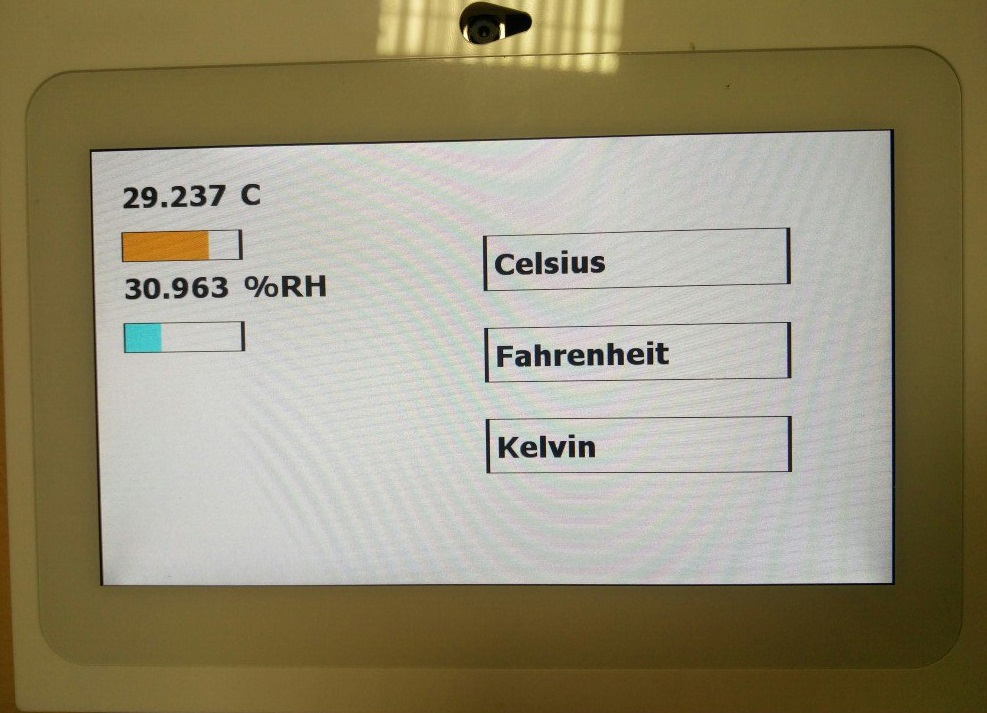 29.237 C
30.963 %RH
Celsius
Fahrenheit
Kelvin